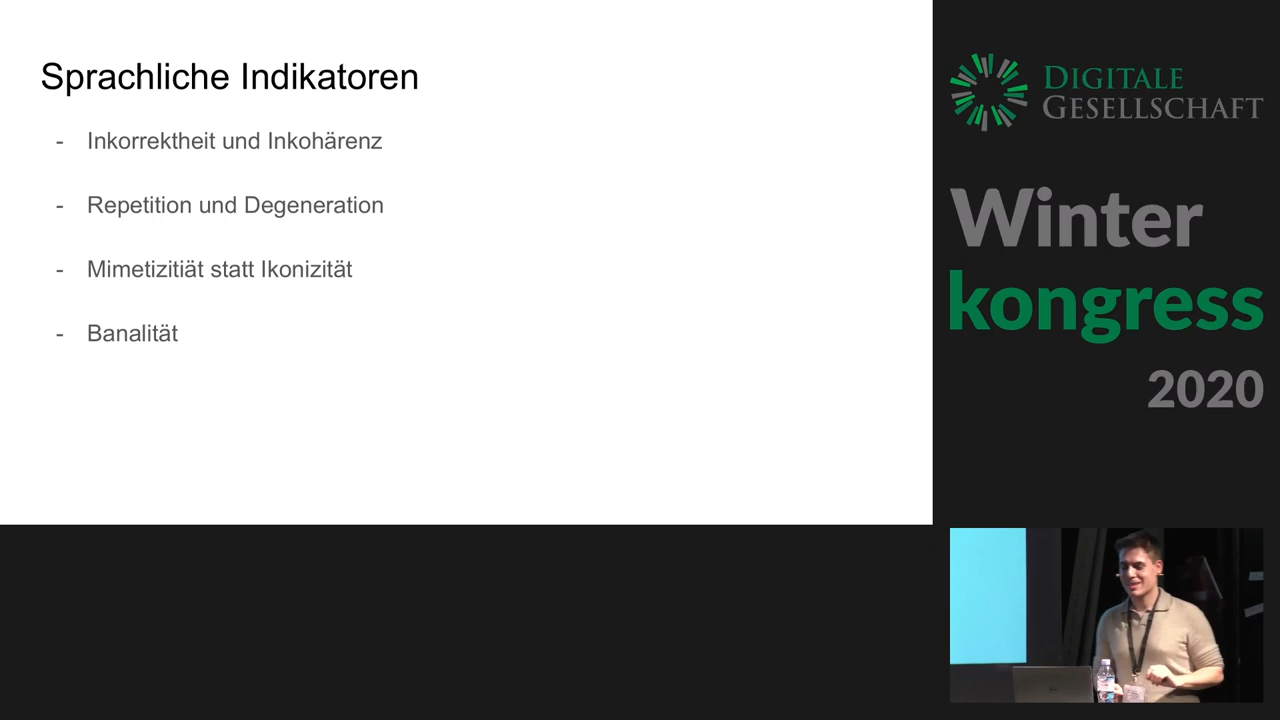 Sprachliche Indikatoren
- Inkorrektheit und Inkohärenz
- Repetition und Degeneration
- Mimetizitiät statt Ikonizität
- Banalität
DIGITALE
GESELLSCHAFT
Winter
kongress
2020